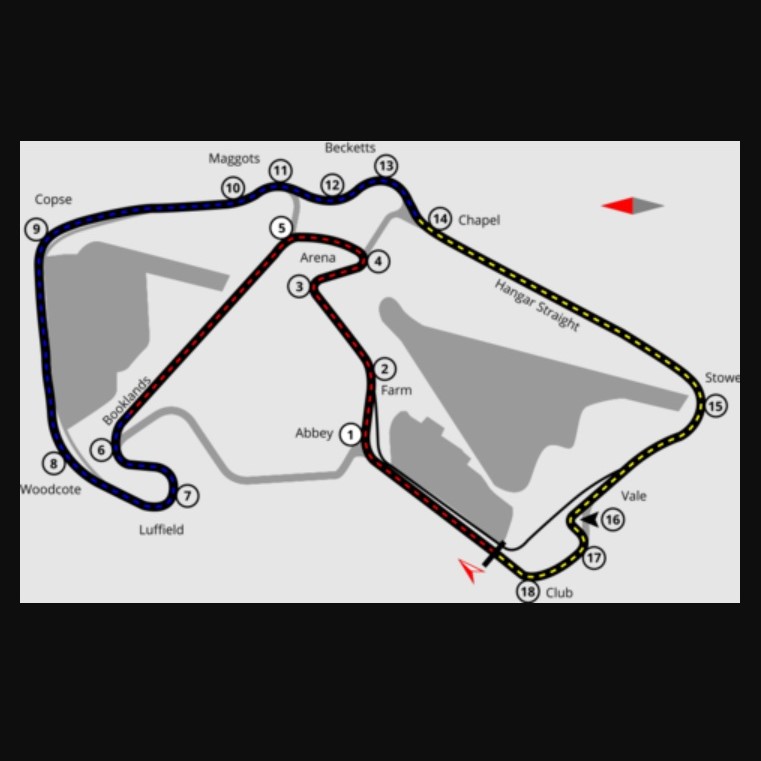 Becketts
Maggots
13
11
12
10
Copse
9
14
Chapel
5
Arena
4
3
Hangar Straight
2
Farm
Stowe
15
Booklands
Abbey
1
6
8
Woodcote
7
Luffield
Vale
16
17
18
Club